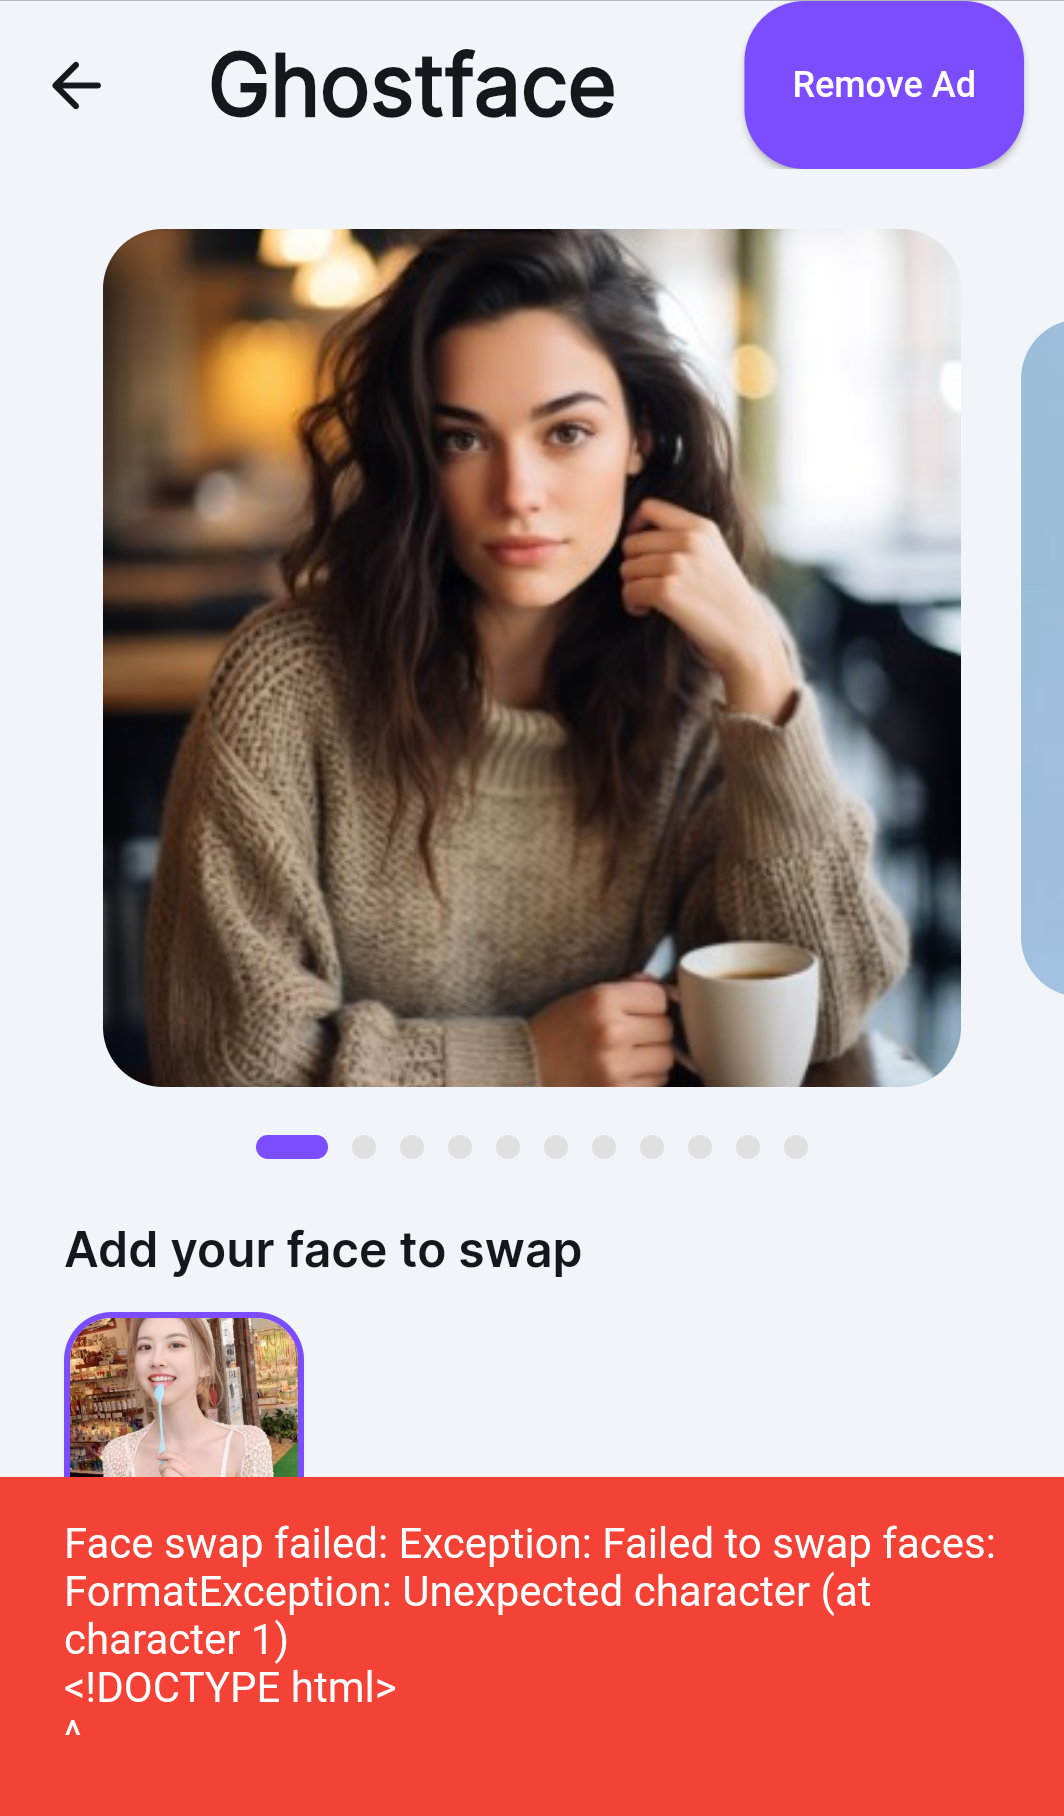 Ghostface
Remove Ad
Add your face to swap
Face swap failed: Exception: Failed to swap faces:
FormatException: Unexpected character (at
character 1)
<!DOCTYPE html>
^